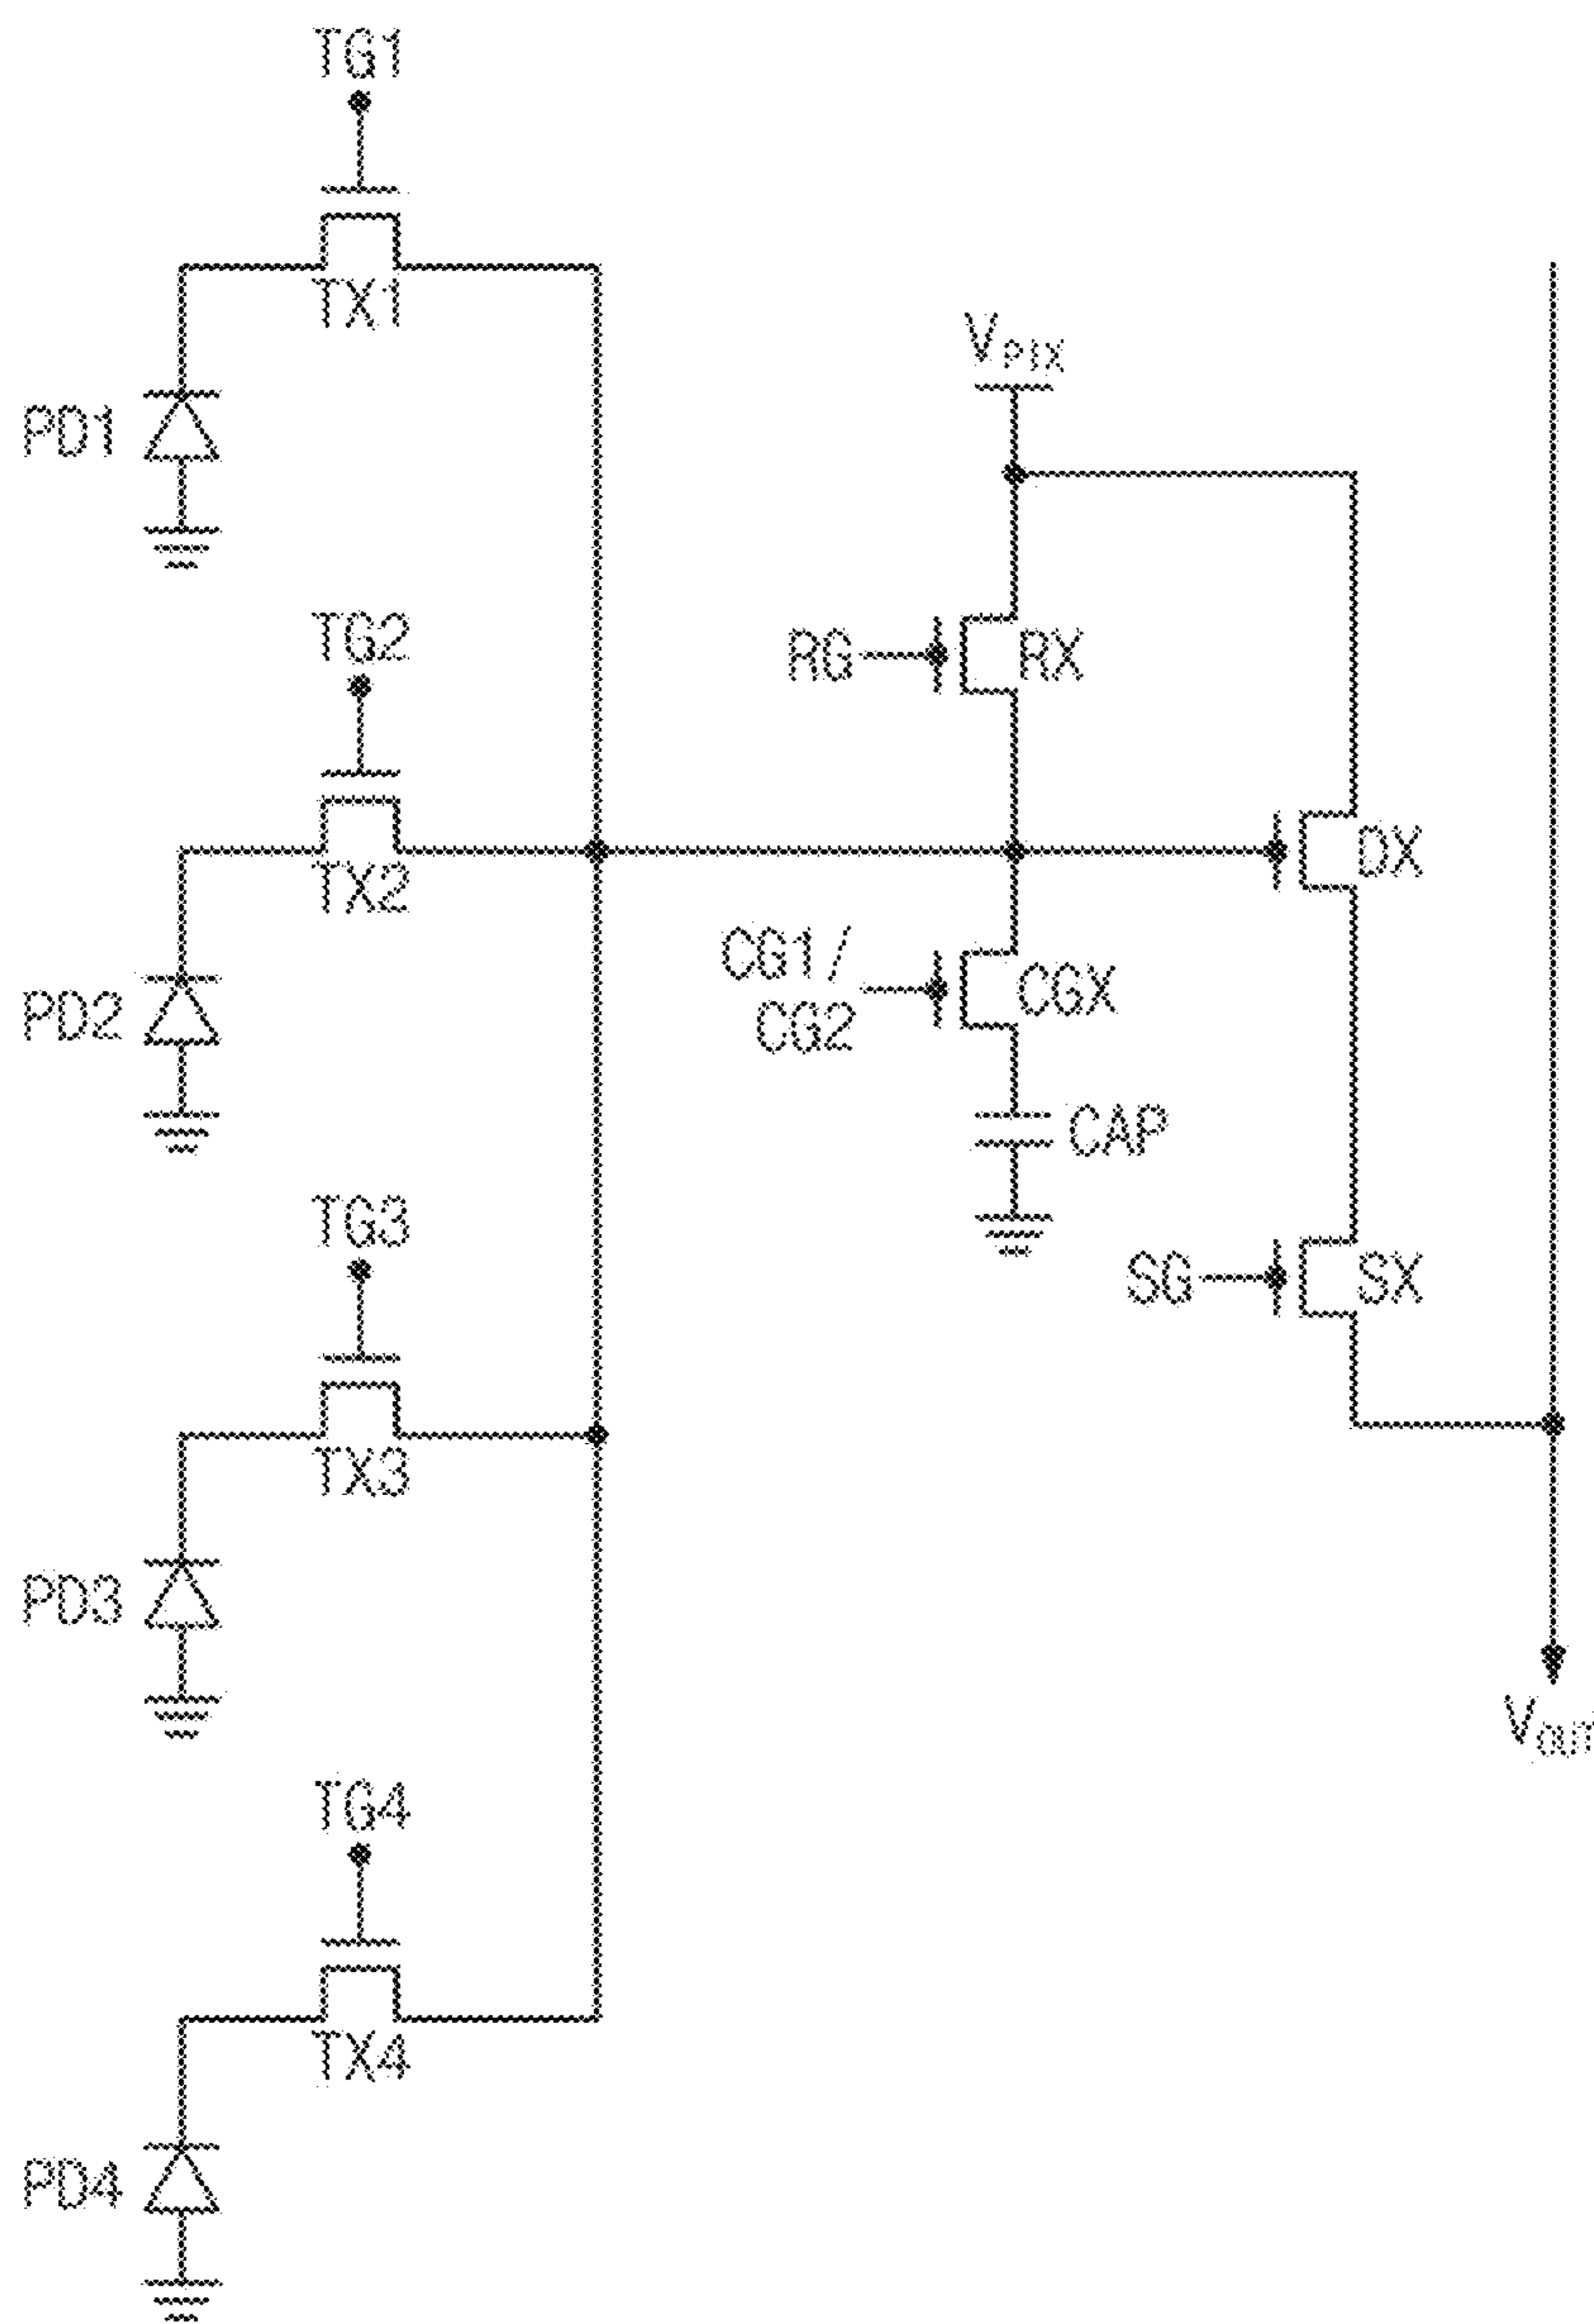 TG1
TX1
PD1
VPIX
TG2
RG
RX
TX2
DX
CG1/
CG2
CGX
PD2
CAP
TG3
SG
SX
TX3
PD3
VOUT
TG4
TX4
PD4